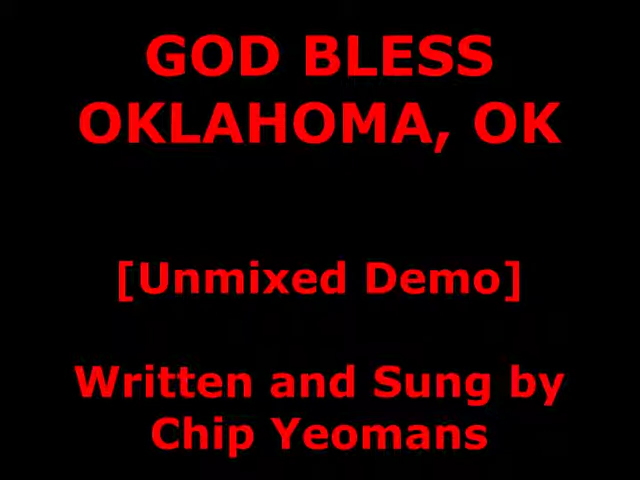 GOD BLESS
OKLAHOMA, OK
[Unmixed Demo]
Written and Sung by
Chip Yeomans